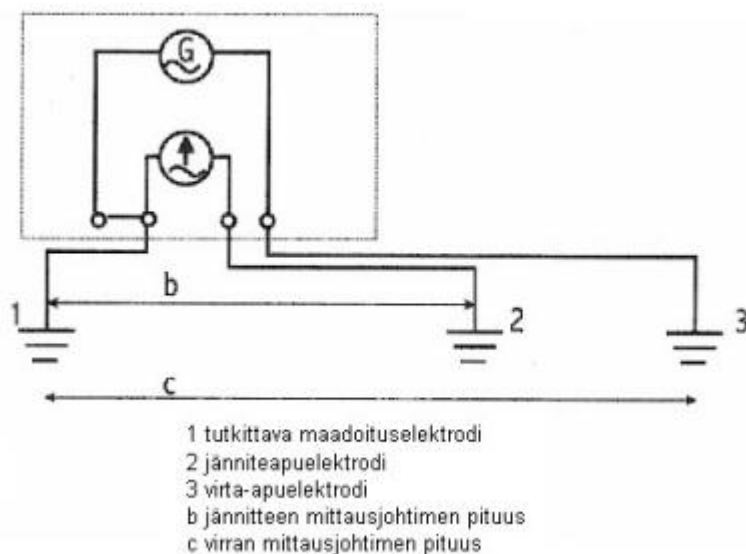 G
b
1
2
3
c
1 tutkittava maadoituselektrodi
2 jänniteapuelektrodi
3 virta-apuelektrodi
b jännitteen mittausjohtimen pituus
c virran mittausjohtimen pituus